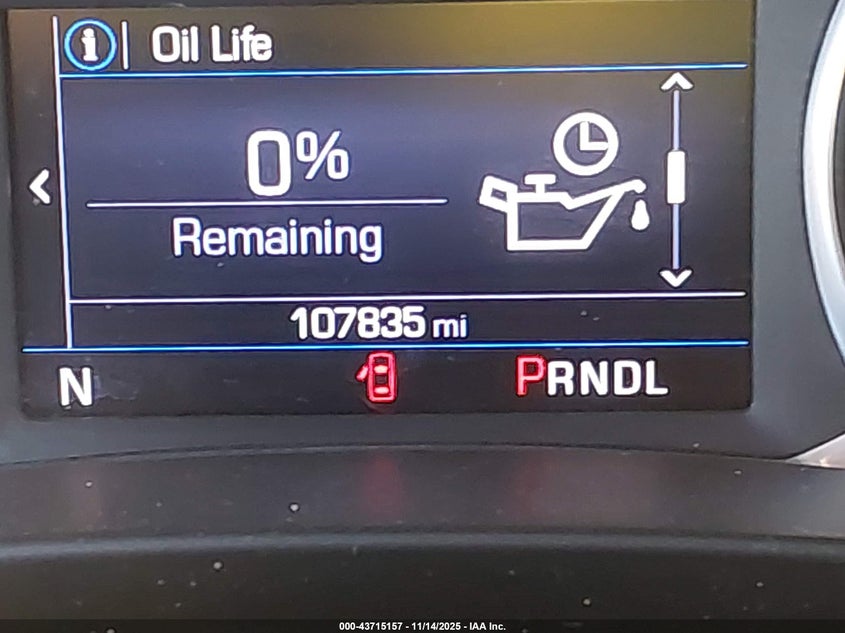 i | Oil Life
0%
Remaining
107835 mi
N PRNDL
000-43715157 - 11/14/2025 - IAA Inc.